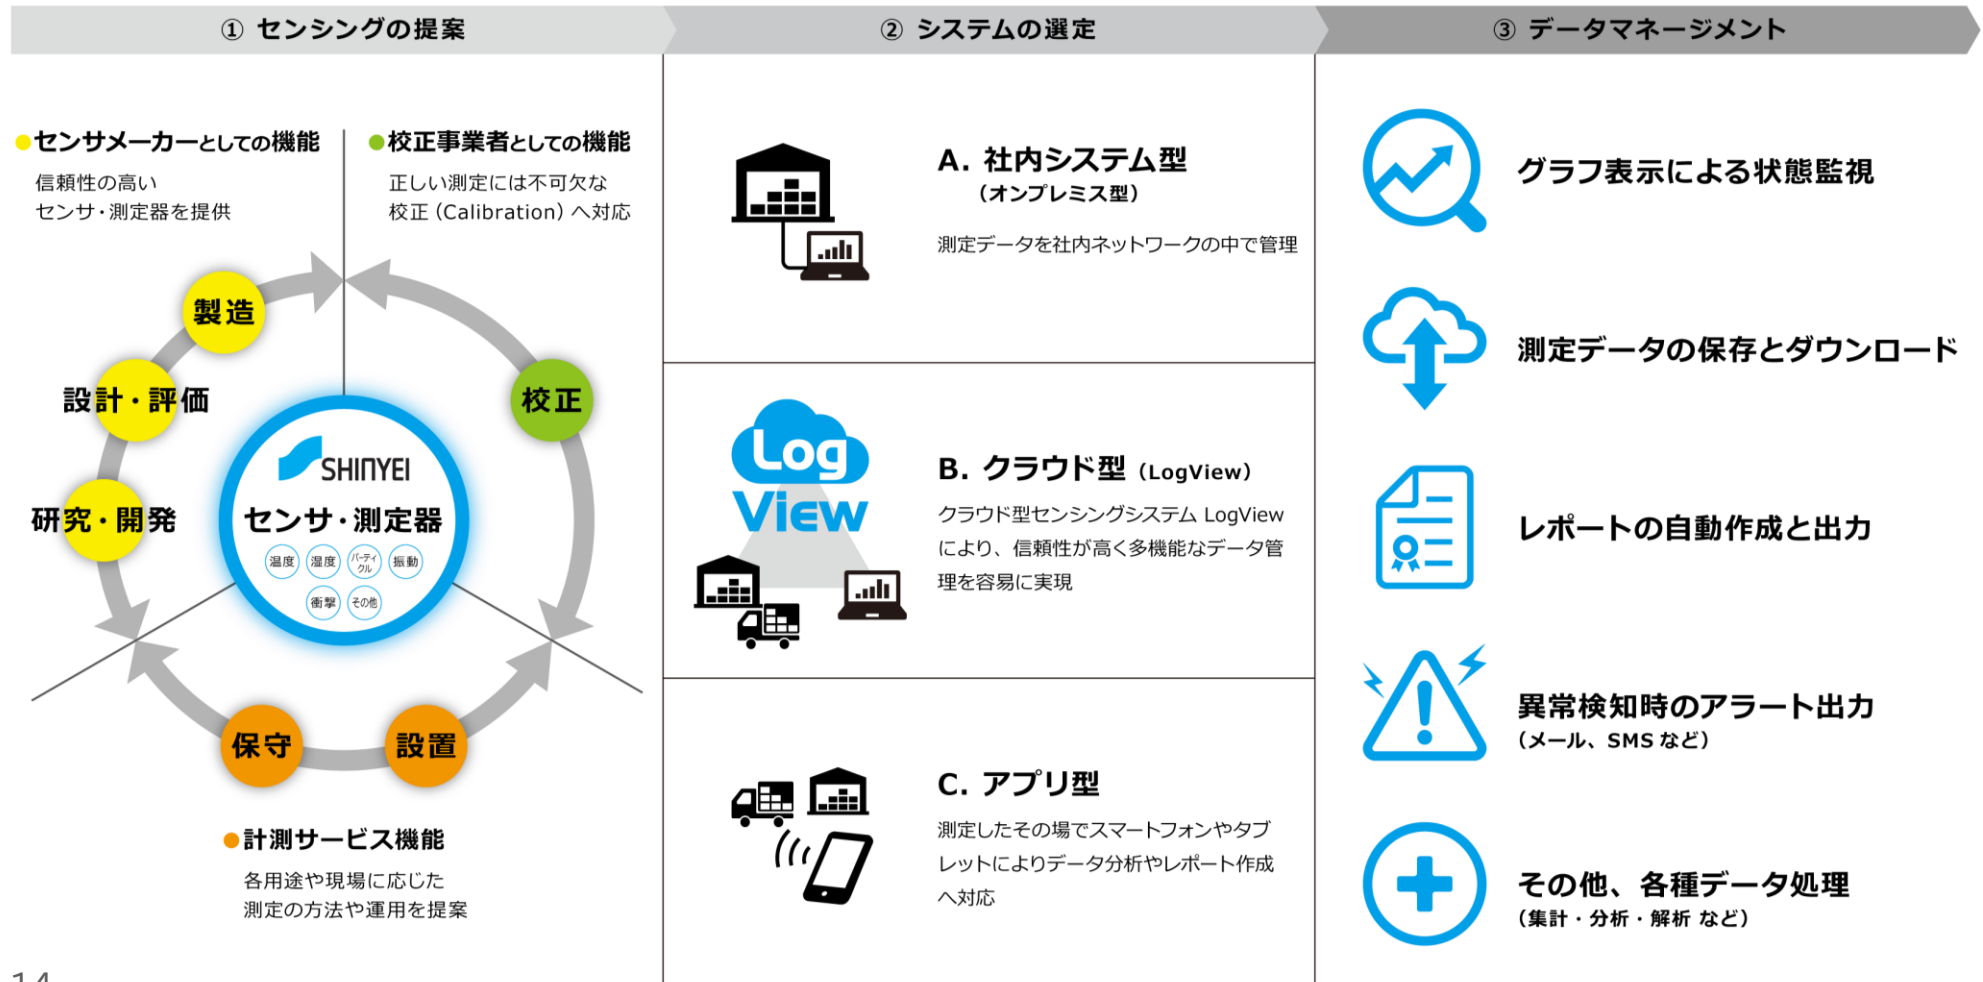 ① センシングの提案
② システムの選定
③ データマネージメント
●センサメーカーとしての機能
信頼性の高い
センサ・測定器を提供
●校正事業者としての機能
正しい測定には不可欠な
校正（Calibration）へ対応
製造
設計・評価
研究・開発
校正
SHINYEI
センサ・測定器
温度
湿度
パーティ
クル
振動
衝撃
その他
保守
設置
●計測サービス機能
各用途や現場に応じた
測定の方法や運用を提案
A. 社内システム型
（オンプレミス型）
測定データを社内ネットワークの中で管理
Log
View
B. クラウド型（LogView）
クラウド型センシングシステム LogView
により、信頼性が高く多機能なデータ管
理を容易に実現
C. アプリ型
測定したその場でスマートフォンやタブ
レットによりデータ分析やレポート作成
へ対応
グラフ表示による状態監視
測定データの保存とダウンロード
レポートの自動作成と出力
異常検知時のアラート出力
（メール、SMS など）
その他、各種データ処理
（集計・分析・解析 など）
14